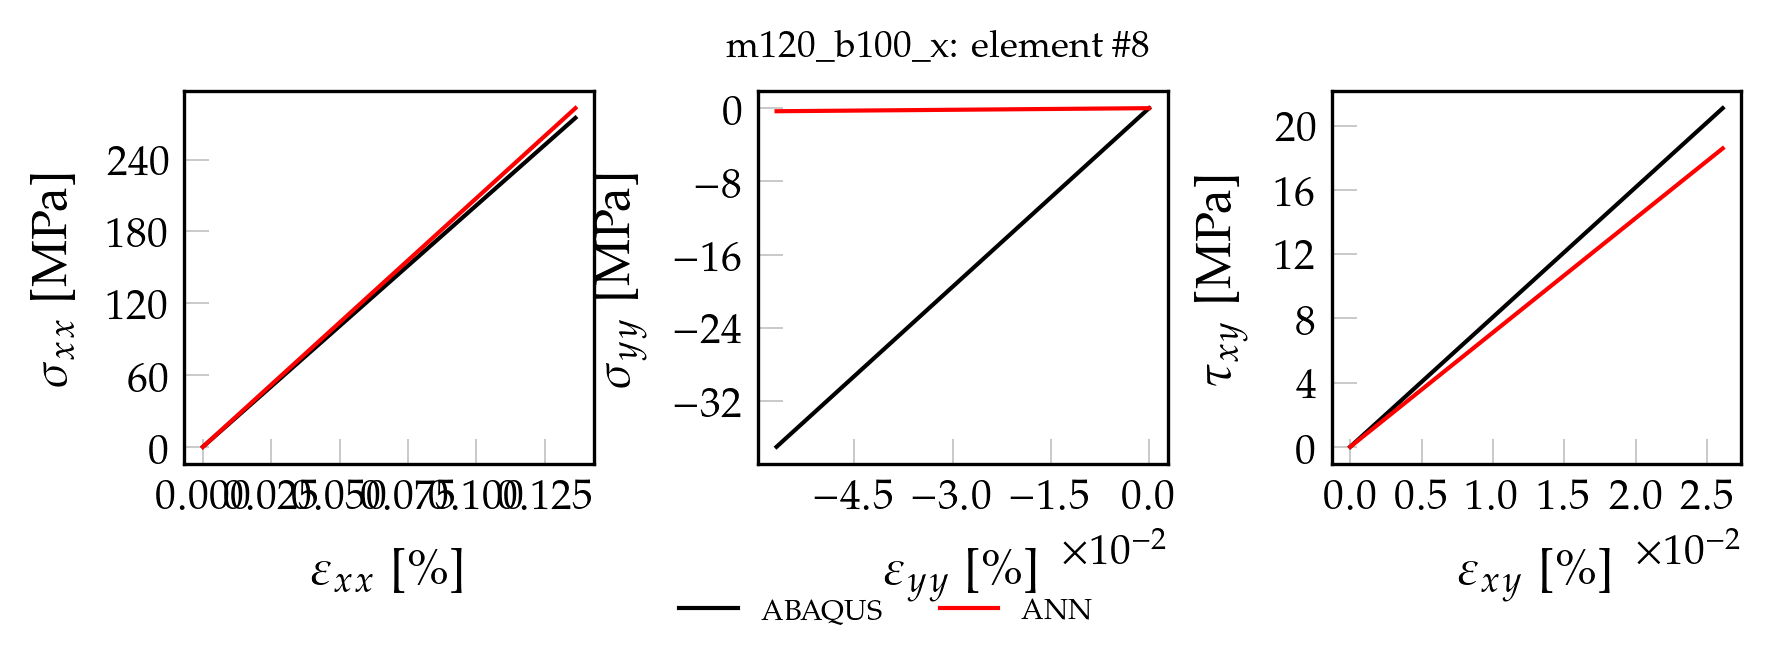 m120_b100_x: element #8
σxx [MPa]
240
180
120
60
0
0.000 0.025 0.050 0.075 0.100 0.125
εxx [%]
σyy [MPa]
0
−8
−16
−24
−32
−4.5 −3.0 −1.5 0.0
×10−2
εyy [%]
τxy [MPa]
20
16
12
8
4
0
0.0 0.5 1.0 1.5 2.0 2.5
×10−2
εxy [%]
ABAQUS ANN